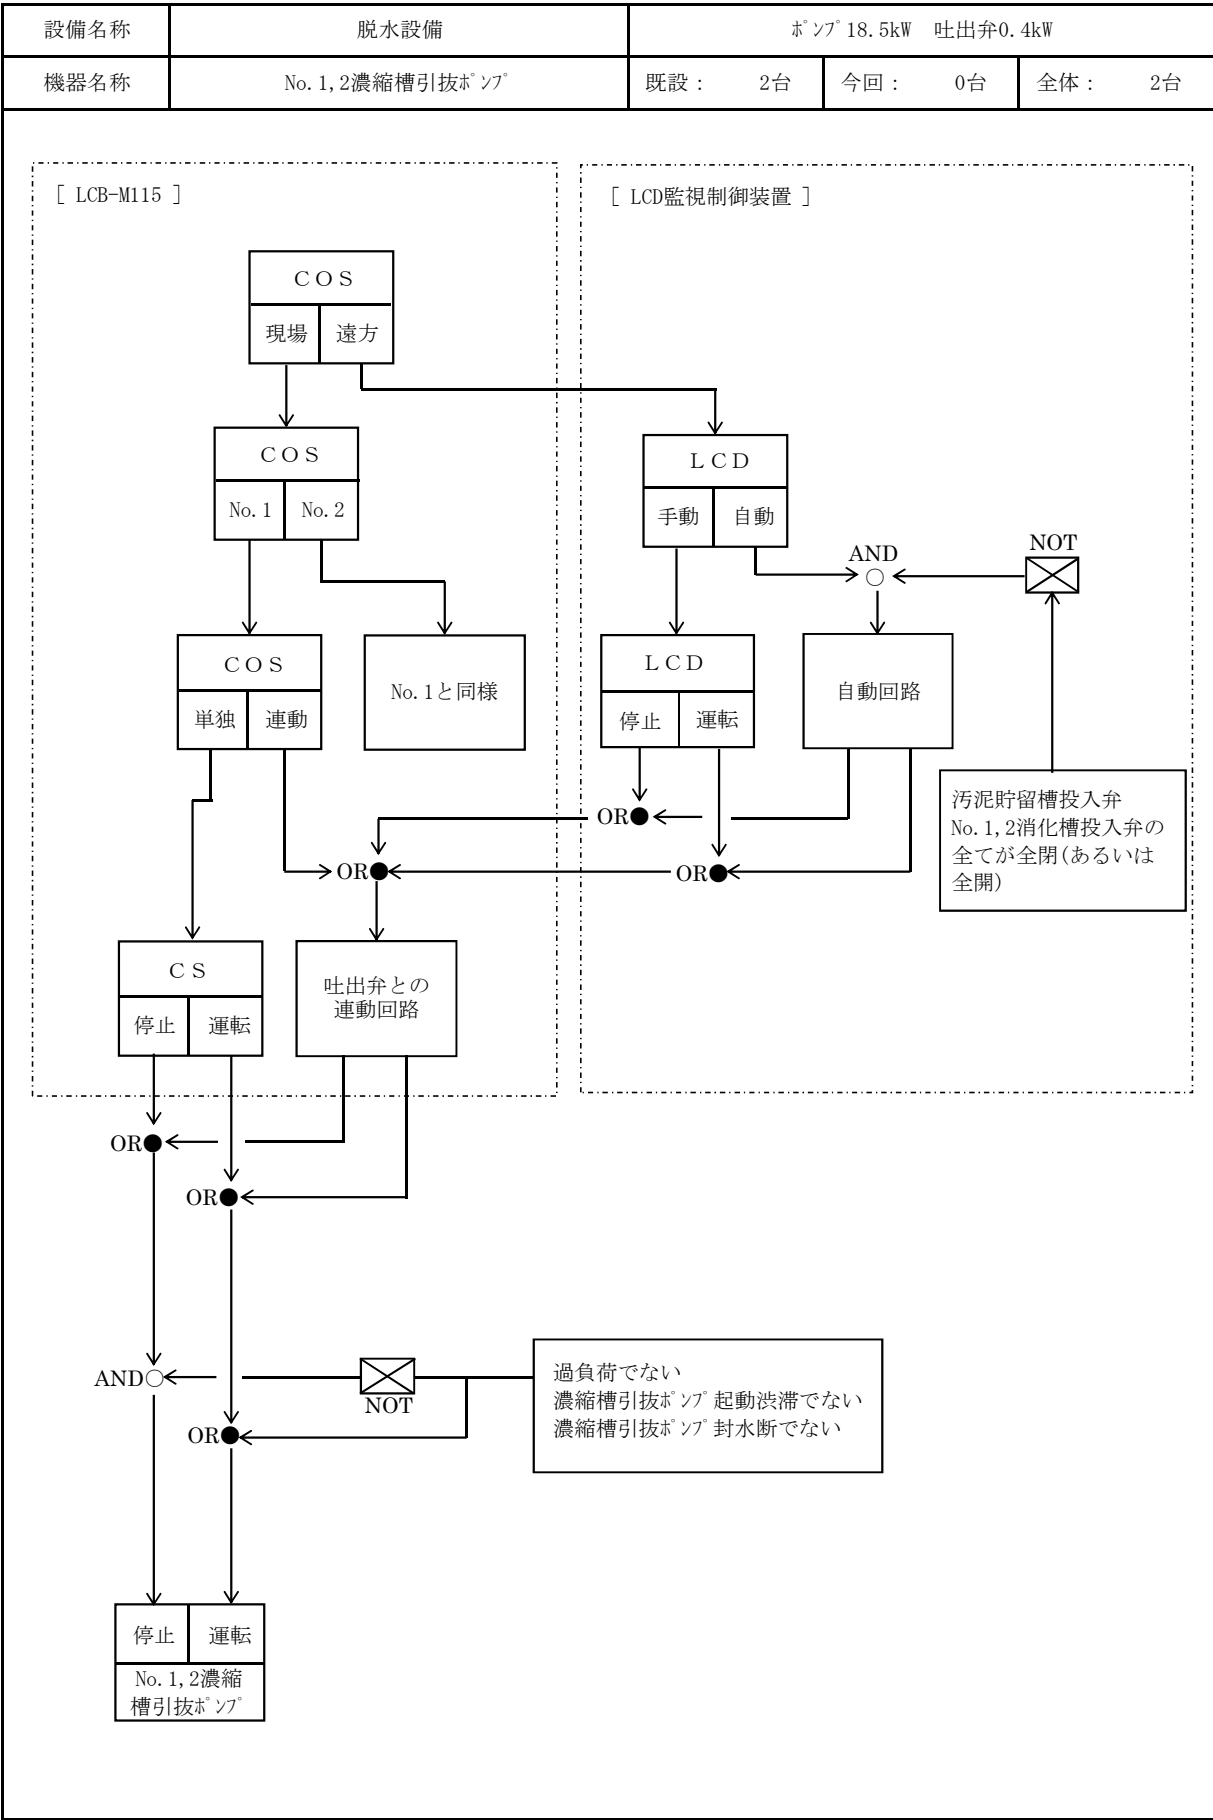 設備名称 脱水設備 ﾎﾟﾝﾌﾟ18.5kW 吐出弁0.4kW
機器名称 No.1,2濃縮槽引抜ﾎﾟﾝﾌﾟ 既設： 2台 今回： 0台 全体： 2台
[ LCB-M115 ]
[ LCD監視制御装置 ]
ＣＯＳ
現場 遠方
ＣＯＳ
No.1 No.2
ＬＣＤ
手動 自動
AND
NOT
ＣＯＳ
単独 連動
No.1と同様
ＬＣＤ
停止 運転
自動回路
汚泥貯留槽投入弁
No.1,2消化槽投入弁の
全てが全閉(あるいは
全開)
OR
OR
OR
ＣＳ
停止 運転
吐出弁との
連動回路
OR
OR
AND
NOT
OR
過負荷でない
濃縮槽引抜ﾎﾟﾝﾌﾟ起動渋滞でない
濃縮槽引抜ﾎﾟﾝﾌﾟ封水断でない
停止 運転
No.1,2濃縮
槽引抜ﾎﾟﾝﾌﾟ